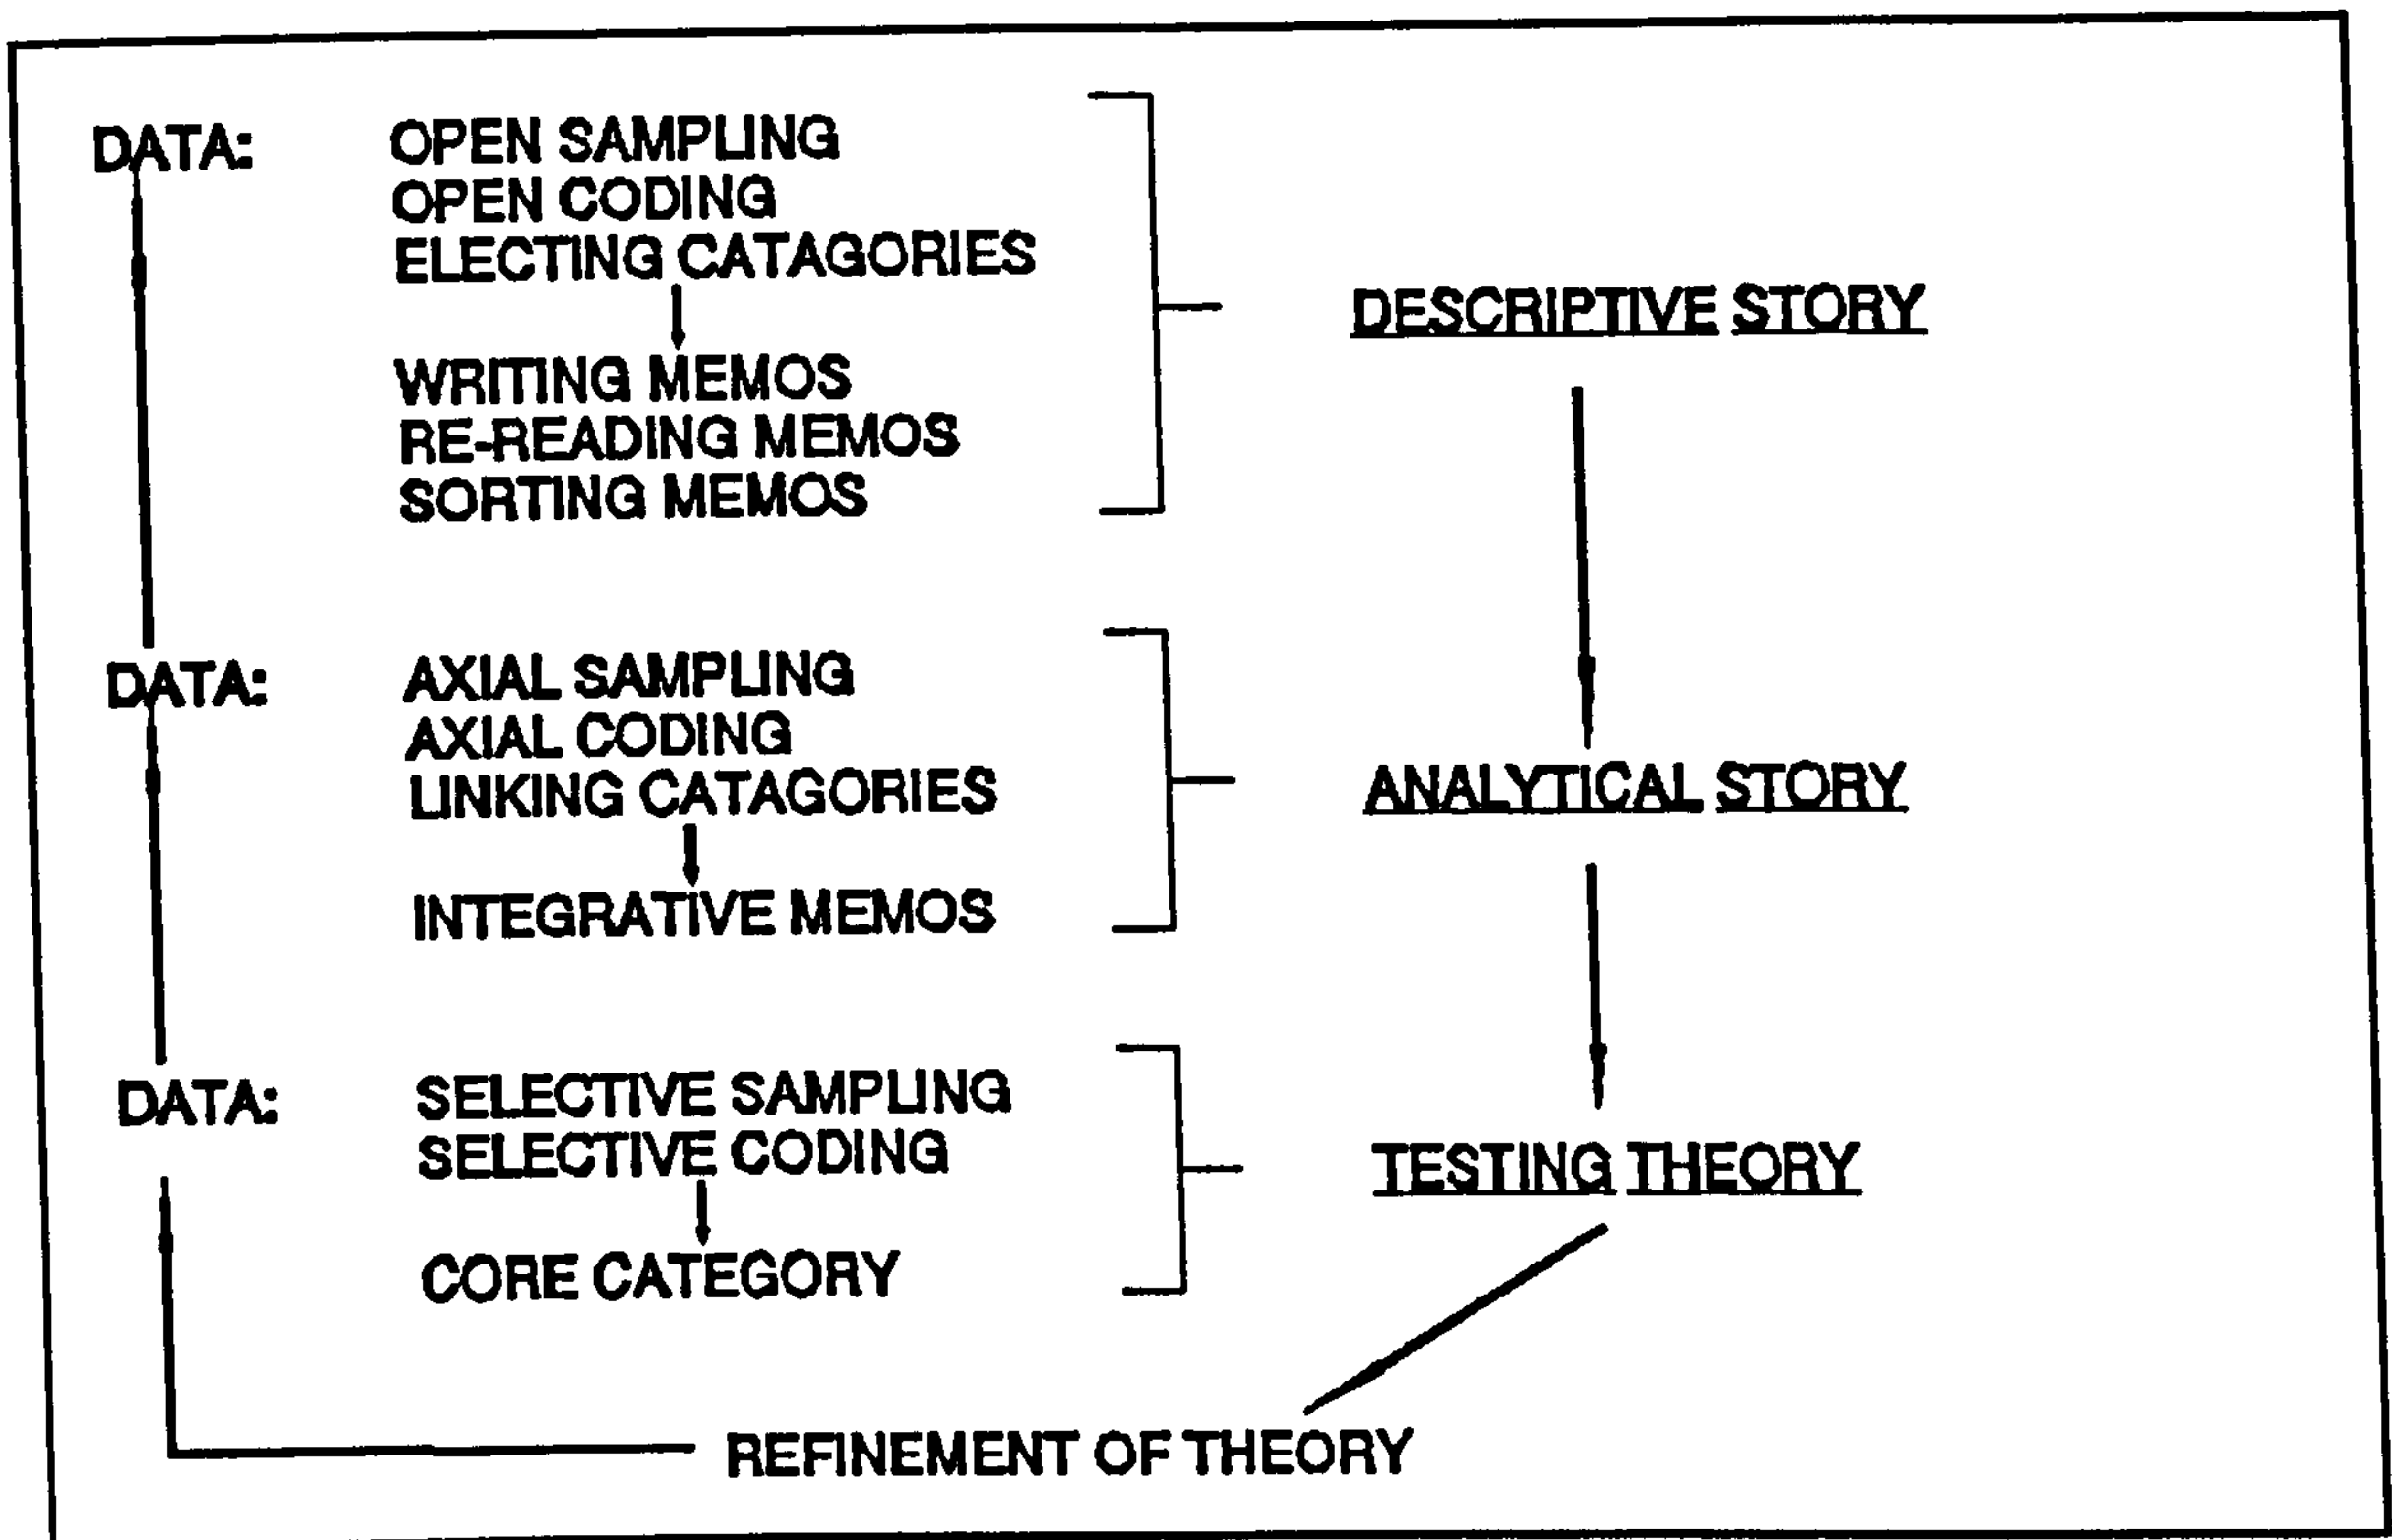 DATA: OPEN SAMPLING
OPEN CODING
ELECTING CATAGORIES
WRITING MEMOS
RE-READING MEMOS
SORTING MEMOS
DESCRIPTIVE STORY
DATA: AXIAL SAMPLING
AXIAL CODING
LINKING CATAGORIES
INTEGRATIVE MEMOS
ANALYTICAL STORY
DATA: SELECTIVE SAMPLING
SELECTIVE CODING
CORE CATEGORY
TESTING THEORY
REFINEMENT OF THEORY